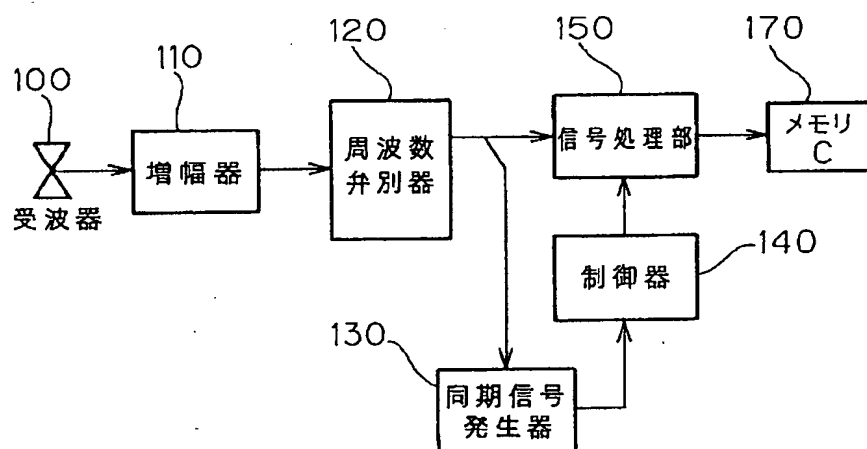 100
受波器
110
増幅器
120
周波数
弁別器
150
信号処理部
170
メモリ
C
制御器
140
130
同期信号
発生器